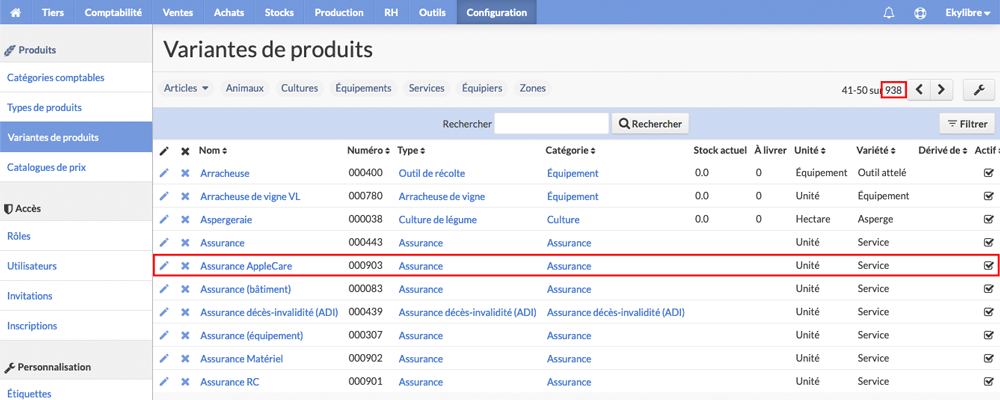 Tiers Comptabilité Ventes Achats Stocks Production RH Outils Configuration Ekylibre
Produits
Catégories comptables
Types de produits
Variantes de produits
Catalogues de prix
Accès
Rôles
Utilisateurs
Invitations
Inscriptions
Personnalisation
Étiquettes
Variantes de produits
Articles Animaux Cultures Équipements Services Équipiers Zones
41-50 sur 938
Rechercher Rechercher Filtrer
Nom Numéro Type Catégorie Stock actuel À livrer Unité Variété Dérivé de Actif
Arracheuse 000400 Outil de récolte Équipement 0.0 0 Équipement Outil attelé
Arracheuse de vigne VL 000780 Arracheuse de vigne Équipement 0.0 0 Unité Équipement
Aspergeraie 000038 Culture de légume Culture 0.0 0 Hectare Asperge
Assurance 000443 Assurance Assurance Unité Service
Assurance AppleCare 000903 Assurance Assurance Unité Service
Assurance (bâtiment) 000083 Assurance Assurance Unité Service
Assurance décès-invalidité (ADI) 000439 Assurance décès-invalidité (ADI) Assurance décès-invalidité (ADI) Unité Service
Assurance (équipement) 000307 Assurance Assurance Unité Service
Assurance Matériel 000902 Assurance Assurance Unité Service
Assurance RC 000901 Assurance Assurance Unité Service